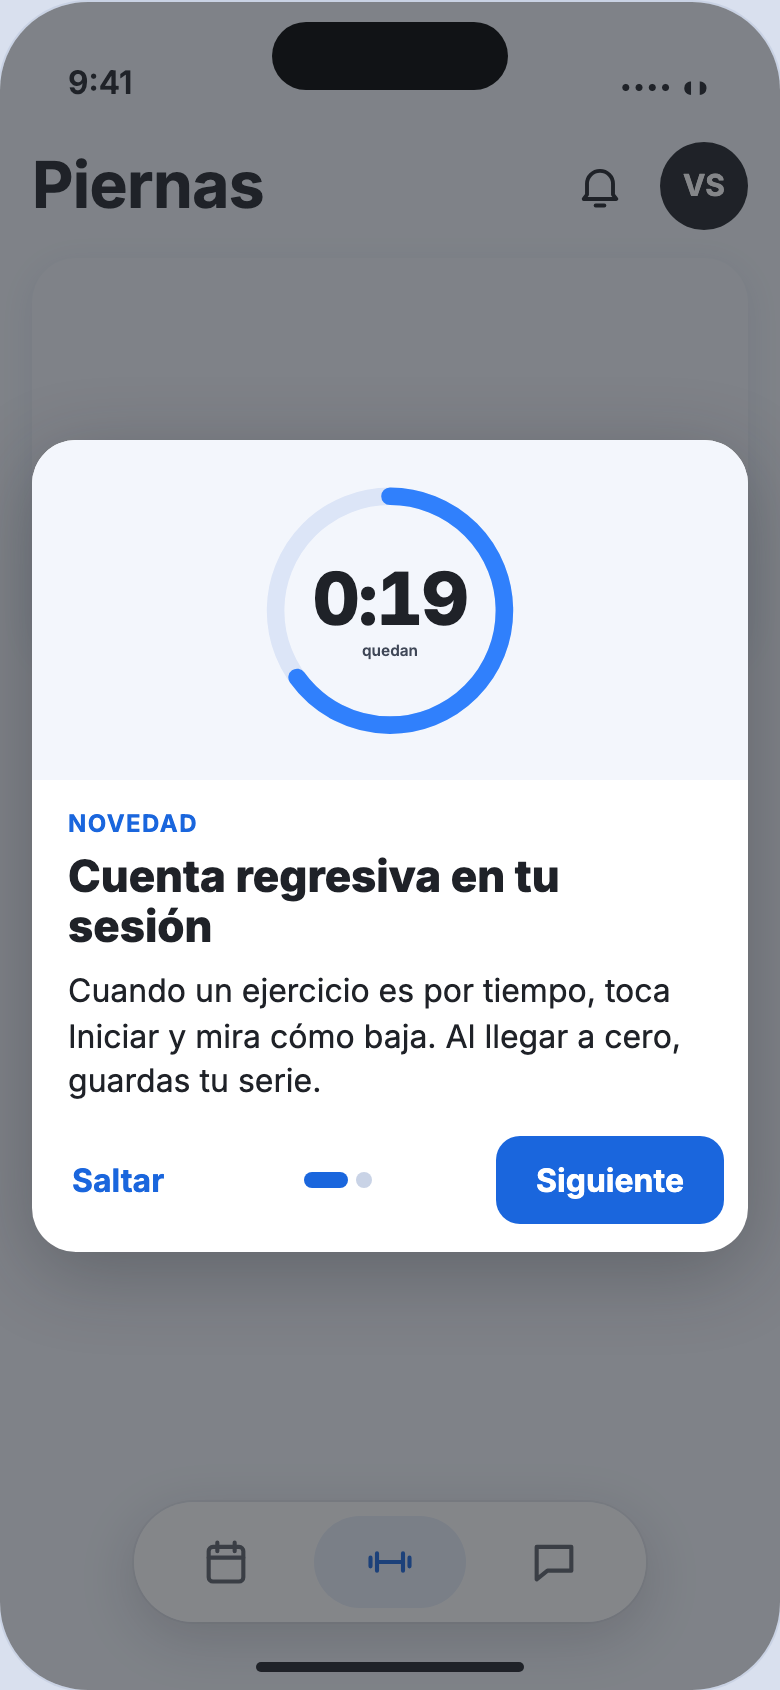 9:41
Piernas
VS
0:19
quedan
NOVEDAD
Cuenta regresiva en tu
sesión
Cuando un ejercicio es por tiempo, toca
Iniciar y mira cómo baja. Al llegar a cero,
guardas tu serie.
Saltar
Siguiente